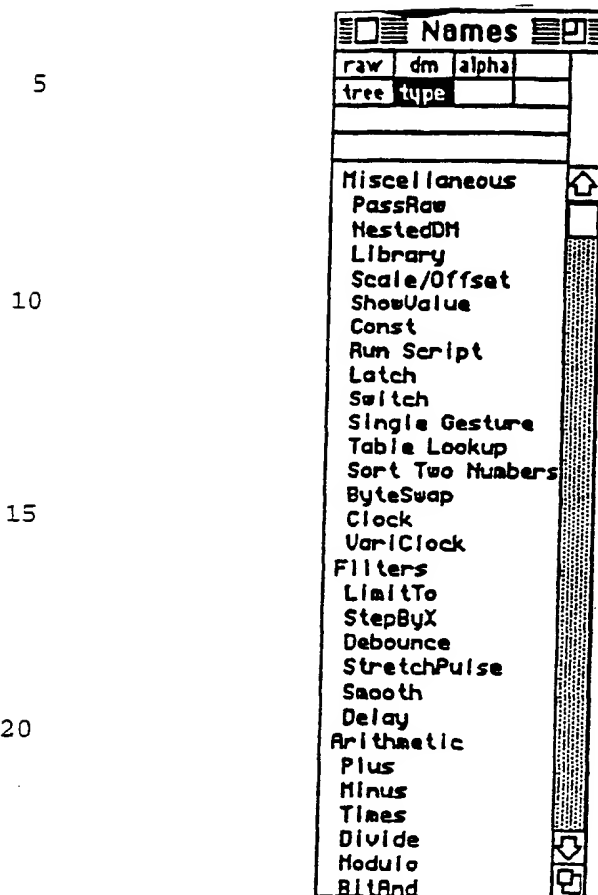 Names
raw dm alpha
5
tree type
Miscellaneous
PassRaw
NestedDM
Library
Scale/Offset
10
ShowValue
Const
Run Script
Latch
Switch
Single Gesture
Table Lookup
Sort Two Numbers
ByteSwap
15
Clock
VariClock
Filters
LimitTo
StepByX
Debounce
StretchPulse
Smooth
20
Delay
Arithmetic
Plus
Minus
Times
Divide
Modulo
BitAnd